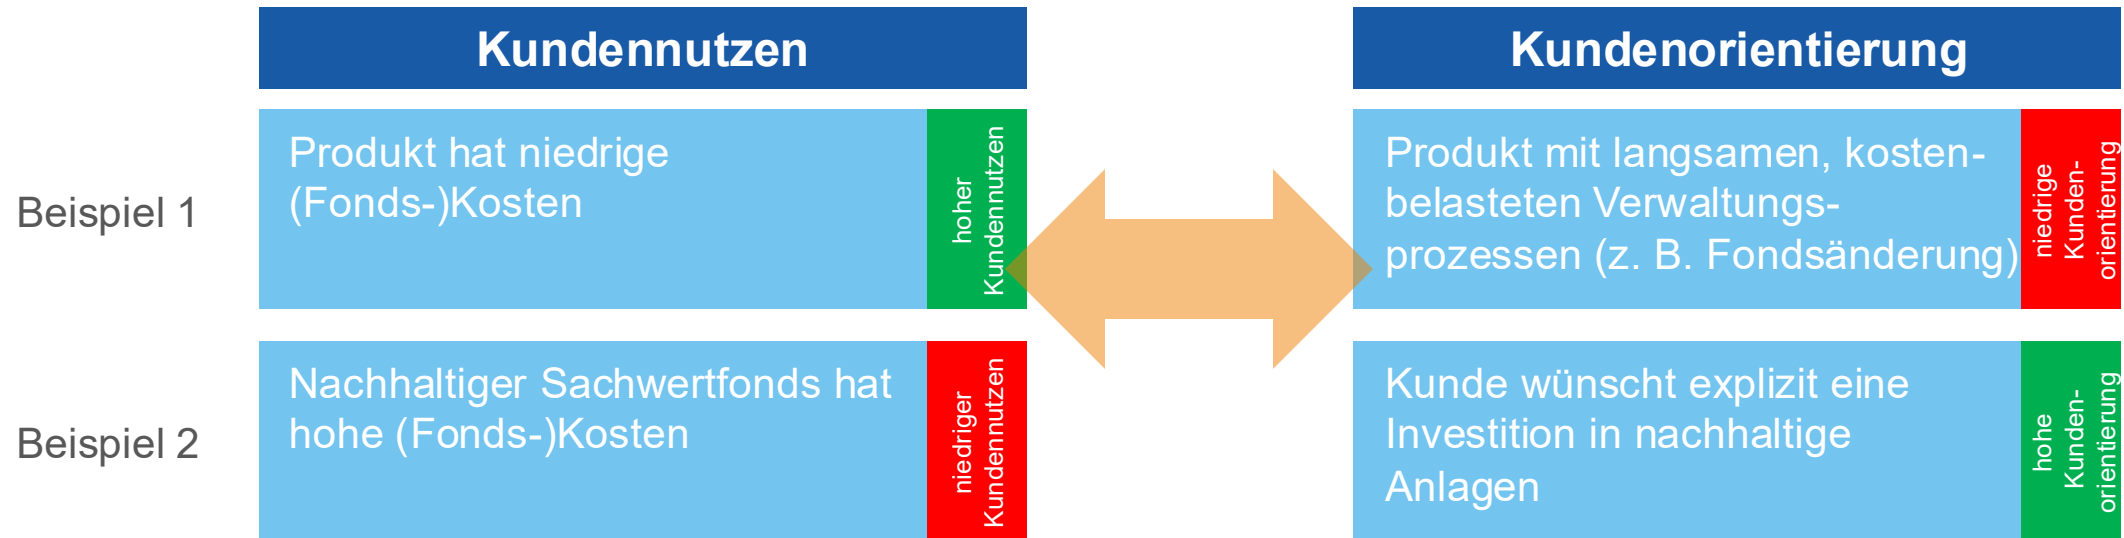 Kundennutzen
Kundenorientierung
Beispiel 1
Produkt hat niedrige
(Fonds-)Kosten
hoher
Kundennutzen
Produkt mit langsamen, kosten-
belasteten Verwaltungs-
prozessen (z. B. Fondsänderung)
niedrige
Kunden-
orientierung
Beispiel 2
Nachhaltiger Sachwertfonds hat
hohe (Fonds-)Kosten
niedriger
Kundennutzen
Kunde wünscht explizit eine
Investition in nachhaltige
Anlagen
hohe
Kunden-
orientierung